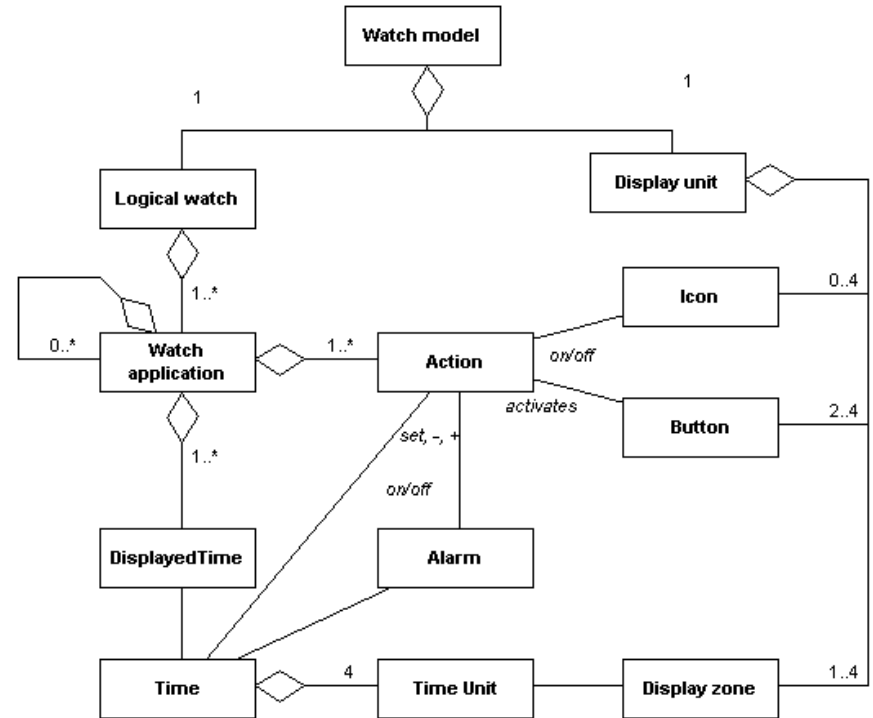 Watch model
1
1
Logical watch
Display unit
1..*
Icon
0..4
0..*
Watch
application
1..*
Action
on/off
activates
Button
2..4
set, -, +
1..*
on/off
DisplayedTime
Alarm
Time
4
Time Unit
Display zone
1..4